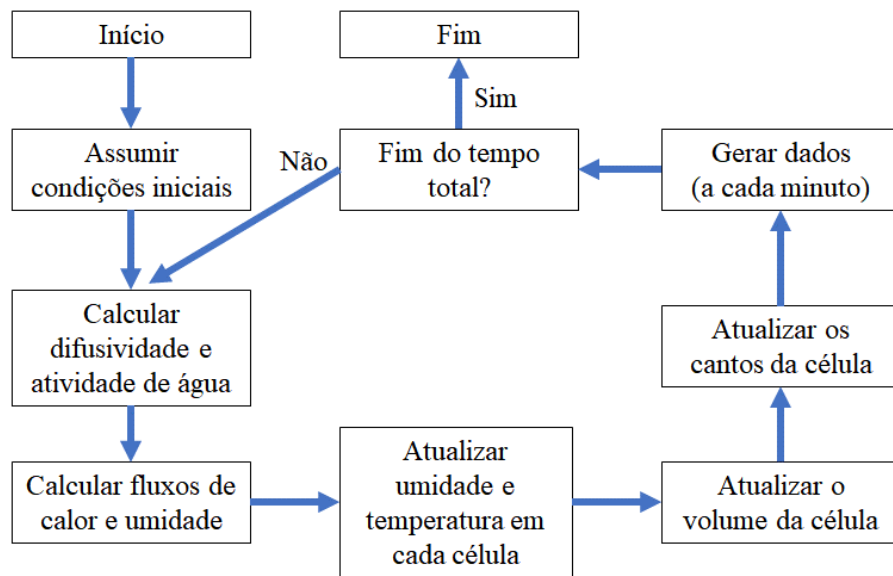 Início
Assumir
condições iniciais
Calcular
difusividade e
atividade de água
Calcular fluxos de
calor e umidade
Atualizar
umidade e
temperatura em
cada célula
Atualizar o
volume da célula
Atualizar os
cantos da célula
Gerar dados
(a cada minuto)
Fim do tempo
total?
Não
Sim
Fim